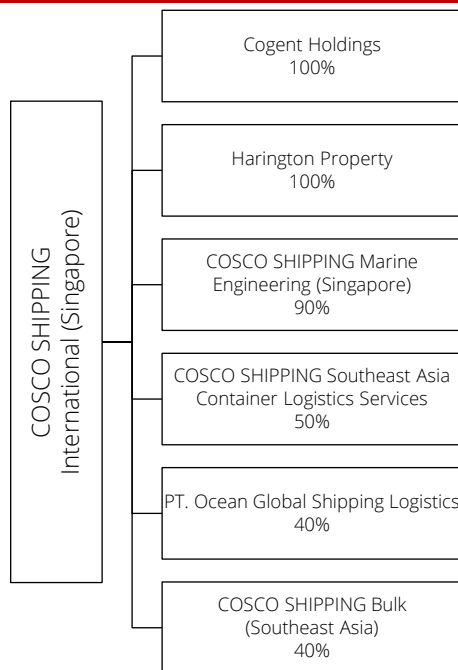 COSCO SHIPPING
International (Singapore)
Cogent Holdings
100%
Harington Property
100%
COSCO SHIPPING Marine
Engineering (Singapore)
90%
COSCO SHIPPING Southeast Asia
Container Logistics Services
50%
PT. Ocean Global Shipping Logistics
40%
COSCO SHIPPING Bulk
(Southeast Asia)
40%